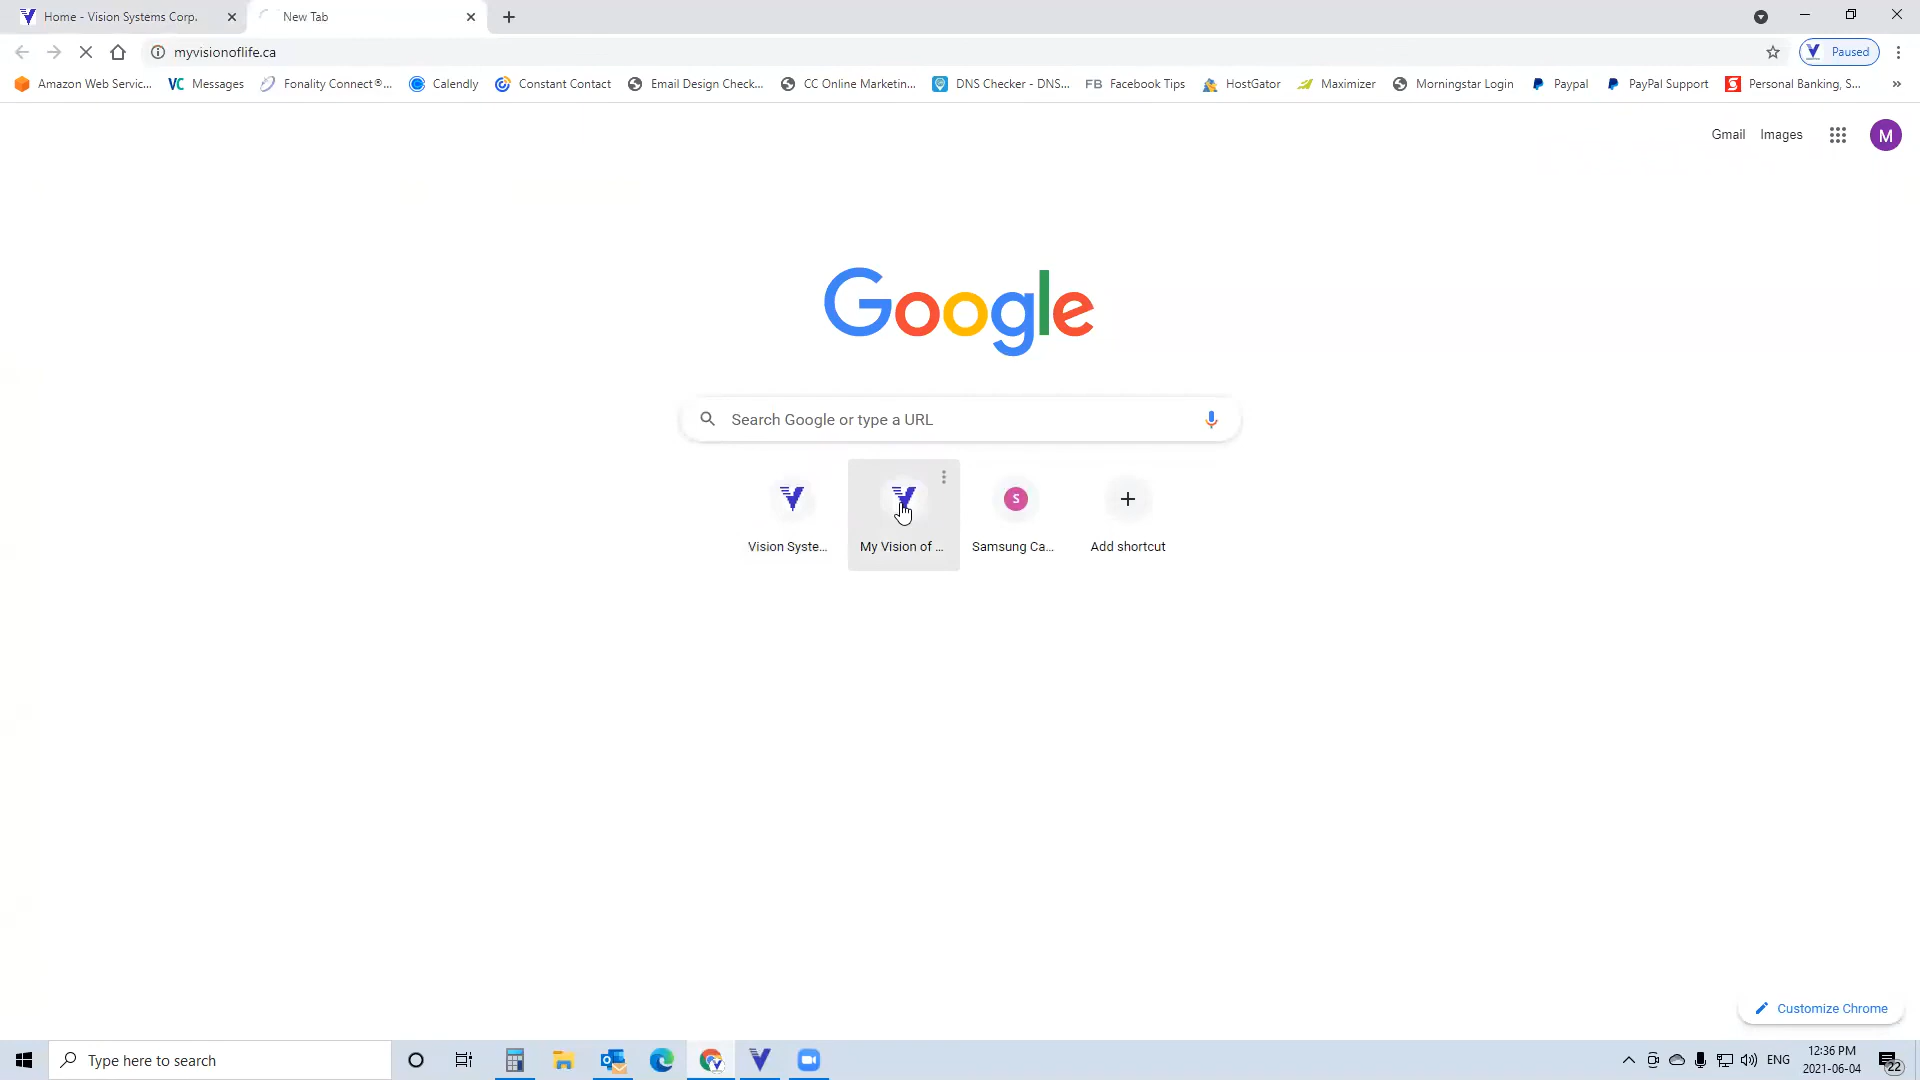 Home - Vision Systems Corp.
New Tab
myvisionoflife.ca
Paused
Amazon Web Servic...
VC Messages
Fonality Connect®...
Calendly
Constant Contact
Email Design Check...
CC Online Marketin...
DNS Checker - DNS...
FB Facebook Tips
HostGator
Maximizer
Morningstar Login
Paypal
PayPal Support
Personal Banking, S...
»
Gmail
Images
M
Google
Search Google or type a URL
S
Vision Syste...
My Vision of ...
Samsung Ca...
Add shortcut
Customize Chrome
Type here to search
ENG
12:36 PM
2021-06-04
22